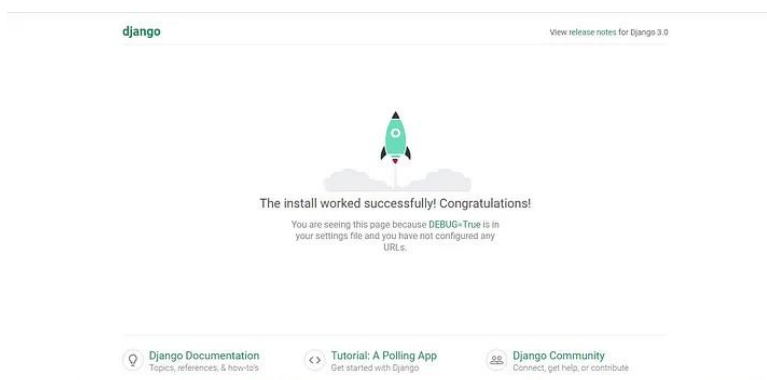 django
View release notes for Django 3.0
The install worked successfully! Congratulations!
You are seeing this page because DEBUG=True is in
your settings file and you have not configured any
URLs.
Django Documentation
Topics, references, & how-to's
Tutorial: A Polling App
Get started with Django
Django Community
Connect, get help, or contribute